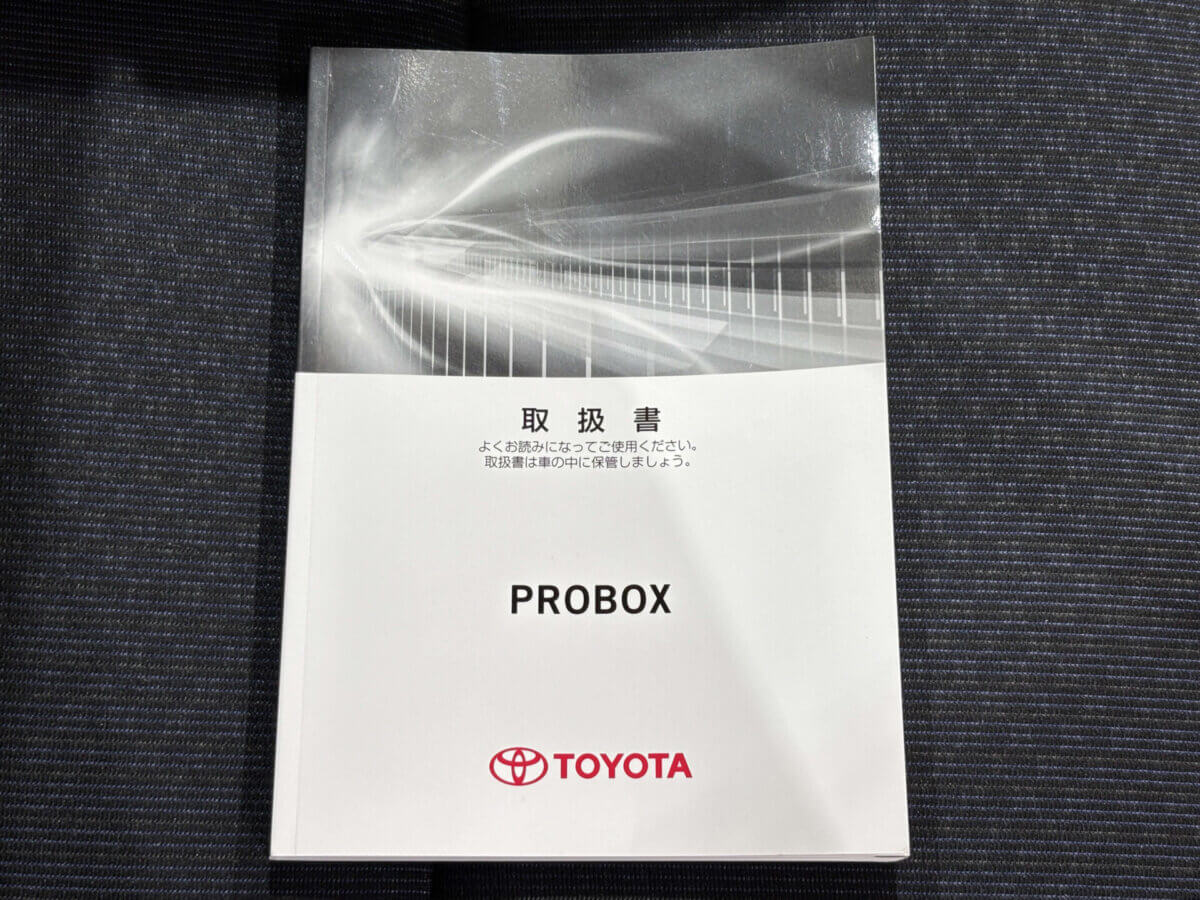 取扱書
よくお読みになってご使用ください。
取扱書は車の中に保管しましょう。
PROBOX
TOYOTA